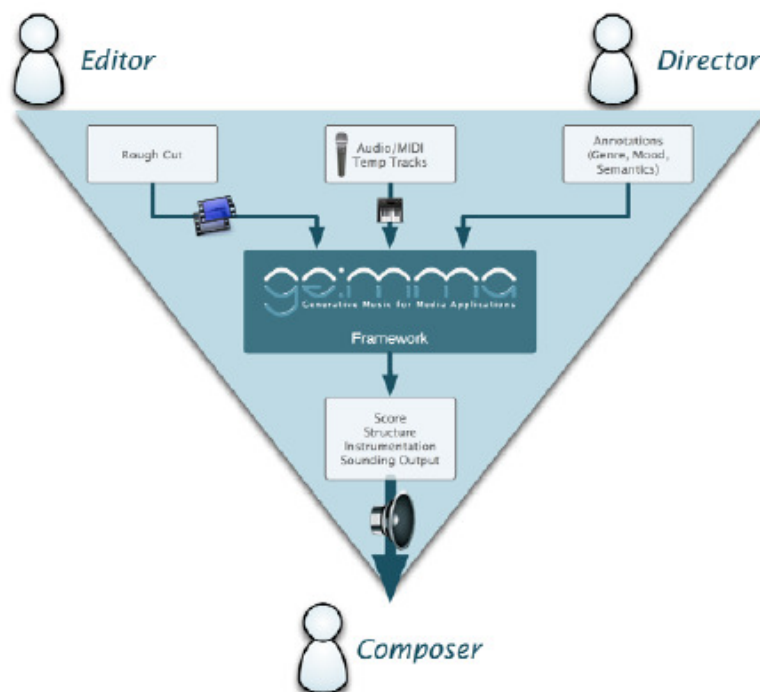 Editor
Director
Rough Cut
Audio/MIDI
Temp Tracks
Annotations
(Genre, Mood,
Semantics)
ge:mma
Generative Music for Media Applications
Framework
Score
Structure
Instrumentation
Sounding Output
Composer